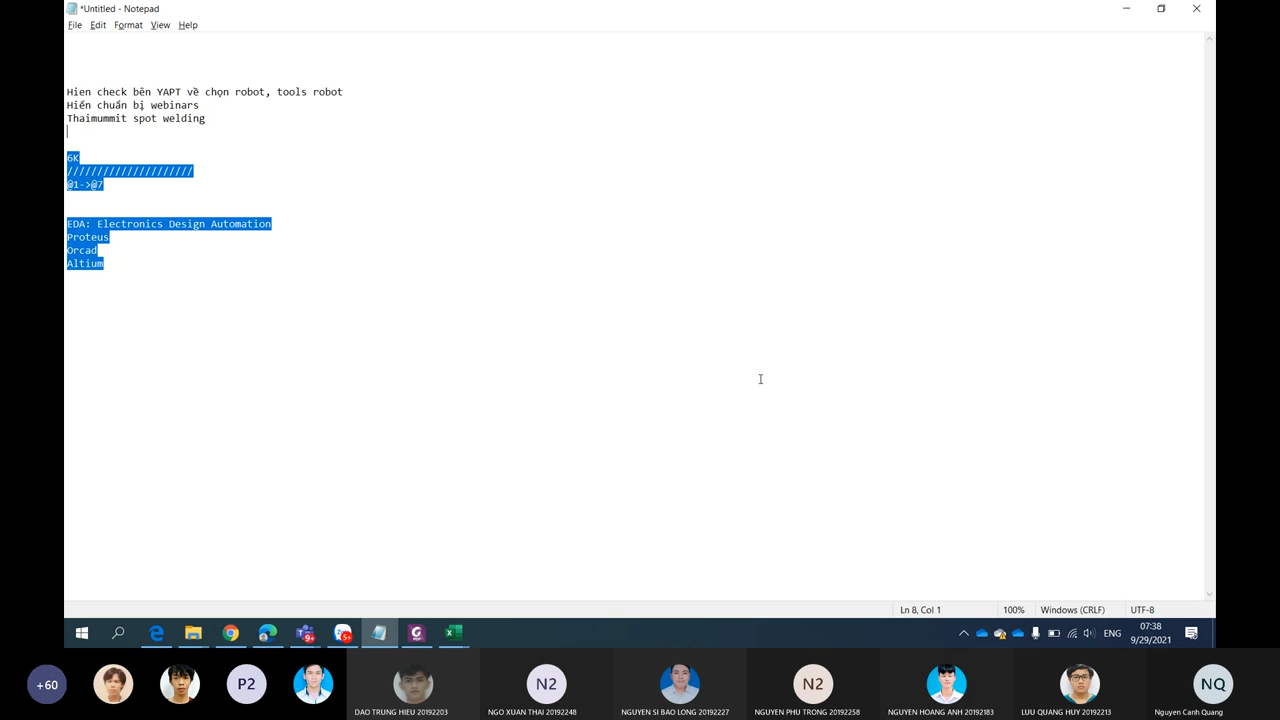 *Untitled - Notepad
File Edit Format View Help
Hien check bên YAPT về chọn robot, tools robot
Hiến chuẩn bị webinars
Thaimummit spot welding
6K
/////////////////////
@1->@7
EDA: Electronics Design Automation
Proteus
Orcad
Altium
Ln 8, Col 1
100%
Windows (CRLF)
UTF-8
9+
5+
ENG
07:38
9/29/2021
+60
P2
DAO TRUNG HIEU 20192203
N2
NGO XUAN THAI 20192248
NGUYEN SI BAO LONG 20192227
N2
NGUYEN PHU TRONG 20192258
NGUYEN HOANG ANH 20192183
LUU QUANG HUY 20192213
NQ
Nguyen Canh Quang